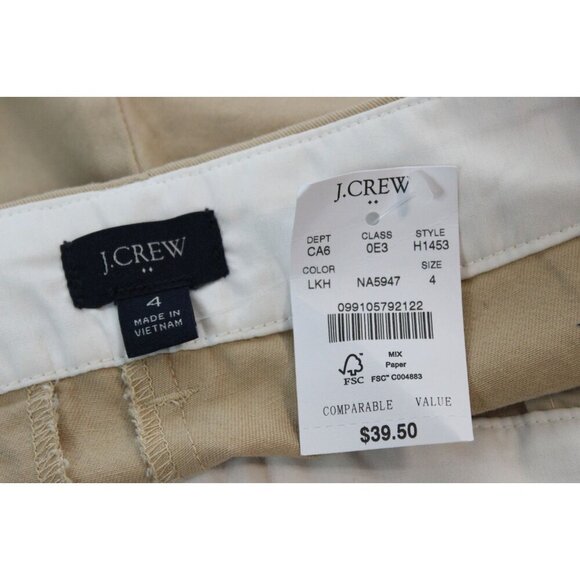 J.CREW
4
MADE IN
VIETNAM
J.CREW
DEPT CLASS STYLE
CA6 0E3 H1453
COLOR SIZE
LKH NA5947 4
099105792122
MIX
Paper
FSC
FSC™ C004883
COMPARABLE VALUE
$39.50